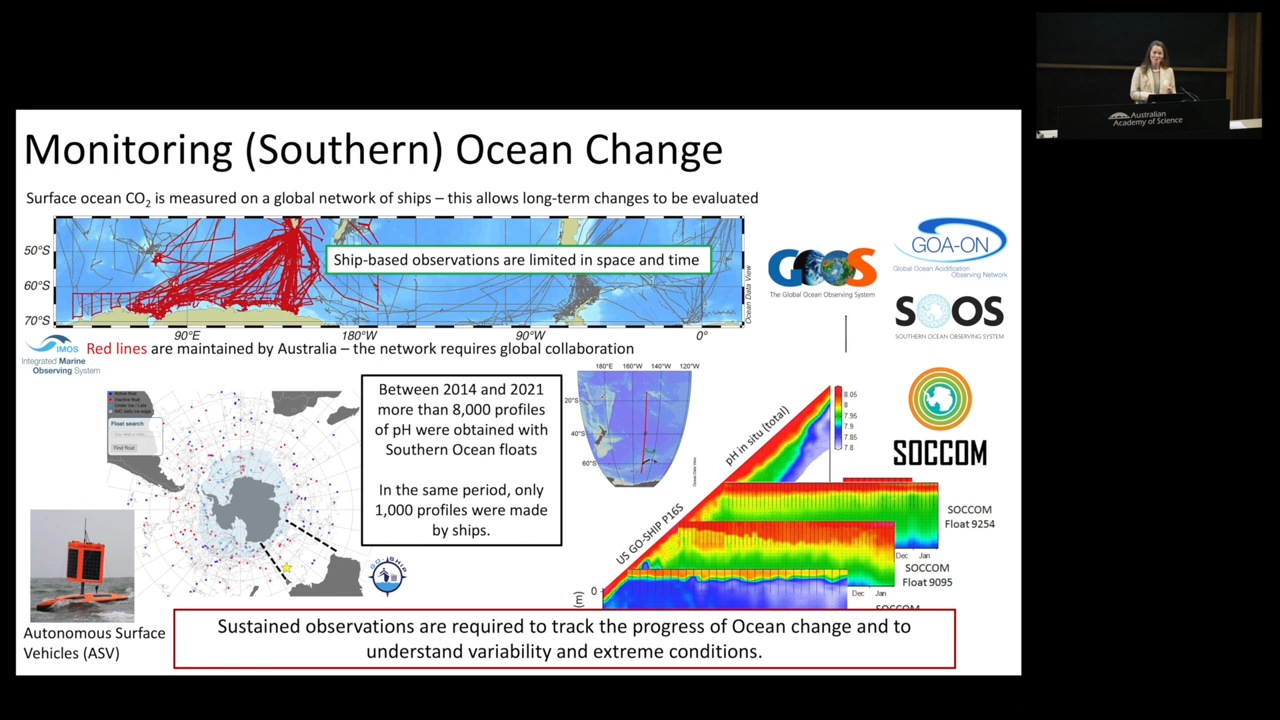 Australian
Academy of Science
Monitoring (Southern) Ocean Change
Surface ocean CO2 is measured on a global network of ships – this allows long-term changes to be evaluated
50°S
60°S
70°S
Ship-based observations are limited in space and time
Ocean Data View
90°E
180°W
90°W
0°
GOOS
The Global Ocean Observing System
GOA-ON
Global Ocean Acidification
Observing Network
SOOS
SOUTHERN OCEAN OBSERVING SYSTEM
IMOS
Integrated Marine
Observing System
Red lines are maintained by Australia – the network requires global collaboration
Float search
Find float
Between 2014 and 2021
more than 8,000 profiles
of pH were obtained with
Southern Ocean floats
In the same period, only
1,000 profiles were made
by ships.
180°E
160°W
140°W
120°W
20°S
40°S
60°S
pH in situ (total)
8.05
8
7.95
7.85
7.8
SOCCOM
US GO-SHIP P16S
SOCCOM
Float 9254
Dec
Jan
SOCCOM
Float 9095
Dec
Jan
SOCCOM
0
(m)
GO-SHIP
Autonomous Surface
Vehicles (ASV)
Sustained observations are required to track the progress of Ocean change and to
understand variability and extreme conditions.